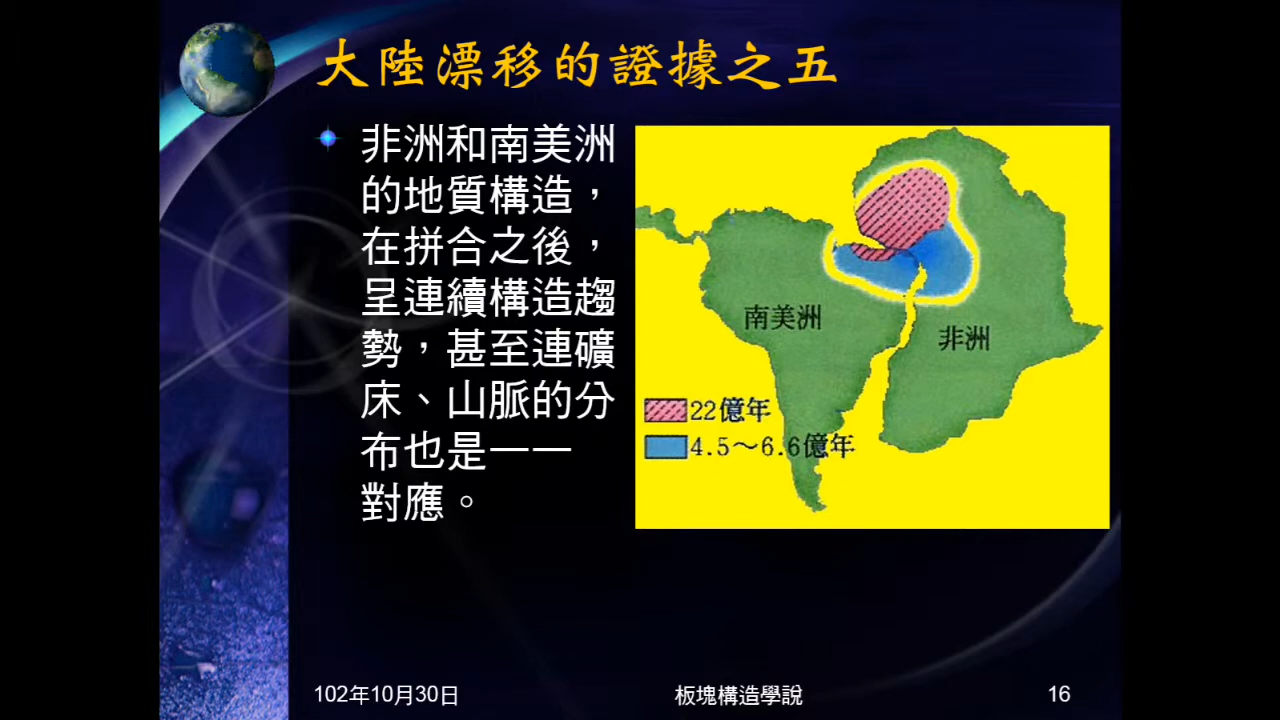 大陸漂移的證據之五
非洲和南美洲
的地質構造，
在拼合之後，
呈連續構造趨
勢，甚至連礦
床、山脈的分
布也是一一
對應。
南美洲
非洲
22億年
4.5～6.6億年
102年10月30日
板塊構造學說
16